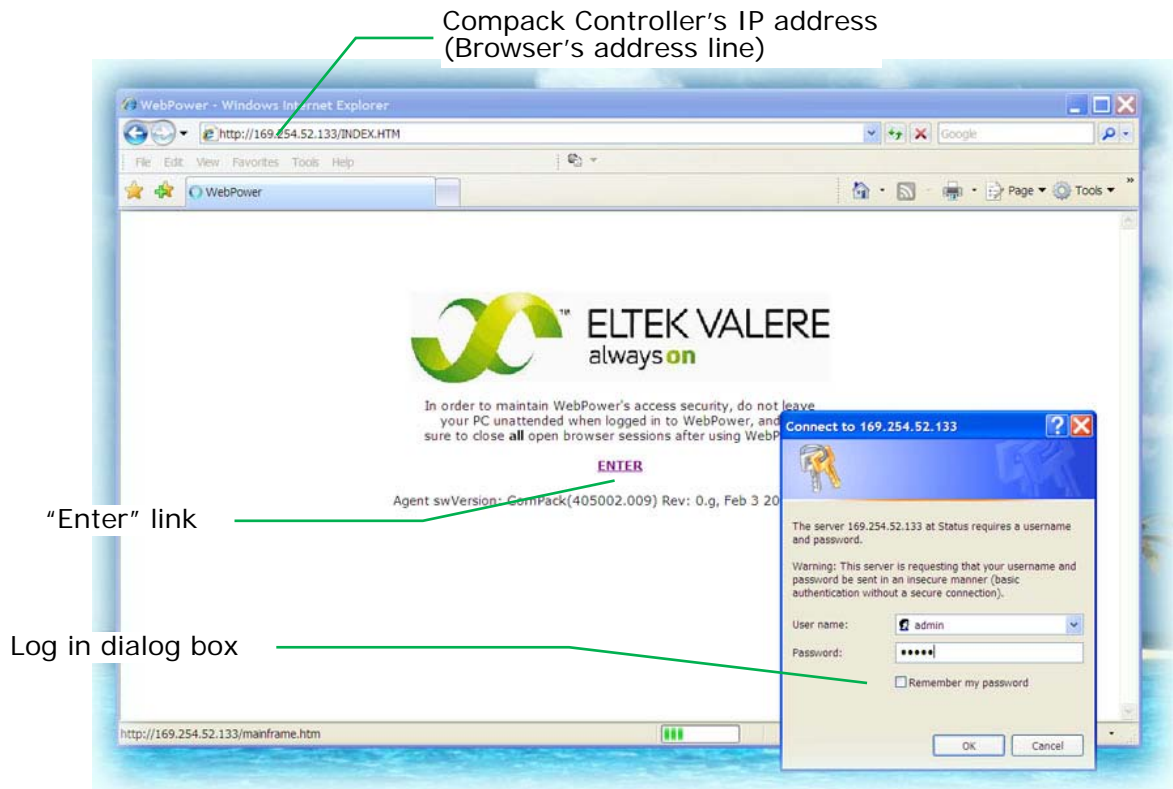 Compack Controller's IP address
(Browser's address line)
WebPower - Windows Internet Explorer
http://169.254.52.133/INDEX.HTM
Google
File Edit View Favorites Tools Help
WebPower
Page
Tools
»
™
ELTEK VALERE
always on
In order to maintain WebPower's access security, do not leave
your PC unattended when logged in to WebPower, and
sure to close all open browser sessions after using WebP
ENTER
Agent swVersion: ComPack(405002.009) Rev: 0.g, Feb 3 20
"Enter" link
Log in dialog box
Connect to 169.254.52.133
The server 169.254.52.133 at Status requires a username
and password.
Warning: This server is requesting that your username and
password be sent in an insecure manner (basic
authentication without a secure connection).
User name:
admin
Password:
•••••
Remember my password
OK
Cancel
http://169.254.52.133/mainframe.htm